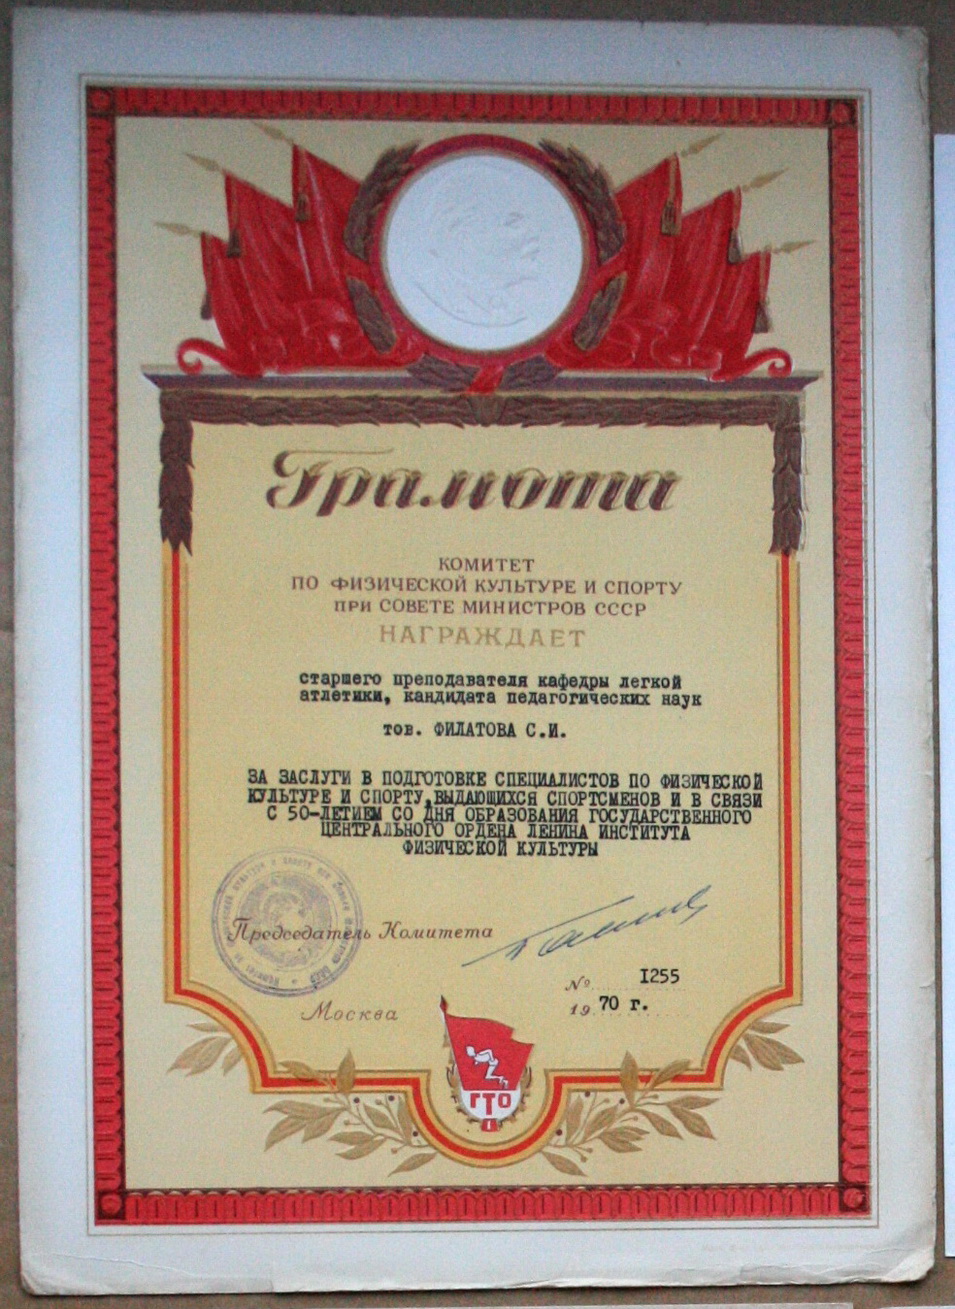 Грамота
КОМИТЕТ
ПО ФИЗИЧЕСКОЙ КУЛЬТУРЕ И СПОРТУ
ПРИ СОВЕТЕ МИНИСТРОВ СССР
НАГРАЖДАЕТ
старшего преподавателя кафедры легкой
атлетики, кандидата педагогических наук
тов. ФИЛАТОВА С.И.
ЗА ЗАСЛУГИ В ПОДГОТОВКЕ СПЕЦИАЛИСТОВ ПО ФИЗИЧЕСКОЙ
КУЛЬТУРЕ И СПОРТУ,ВЫДАЮЩИХСЯ СПОРТСМЕНОВ И В СВЯЗИ
С 50-ЛЕТИЕМ СО ДНЯ ОБРАЗОВАНИЯ ГОСУДАРСТВЕННОГО
ЦЕНТРАЛЬНОГО ОРДЕНА ЛЕНИНА ИНСТИТУТА
ФИЗИЧЕСКОЙ КУЛЬТУРЫ
Председатель Комитета
№ I255
1970 г.
Москва
ГТО
I